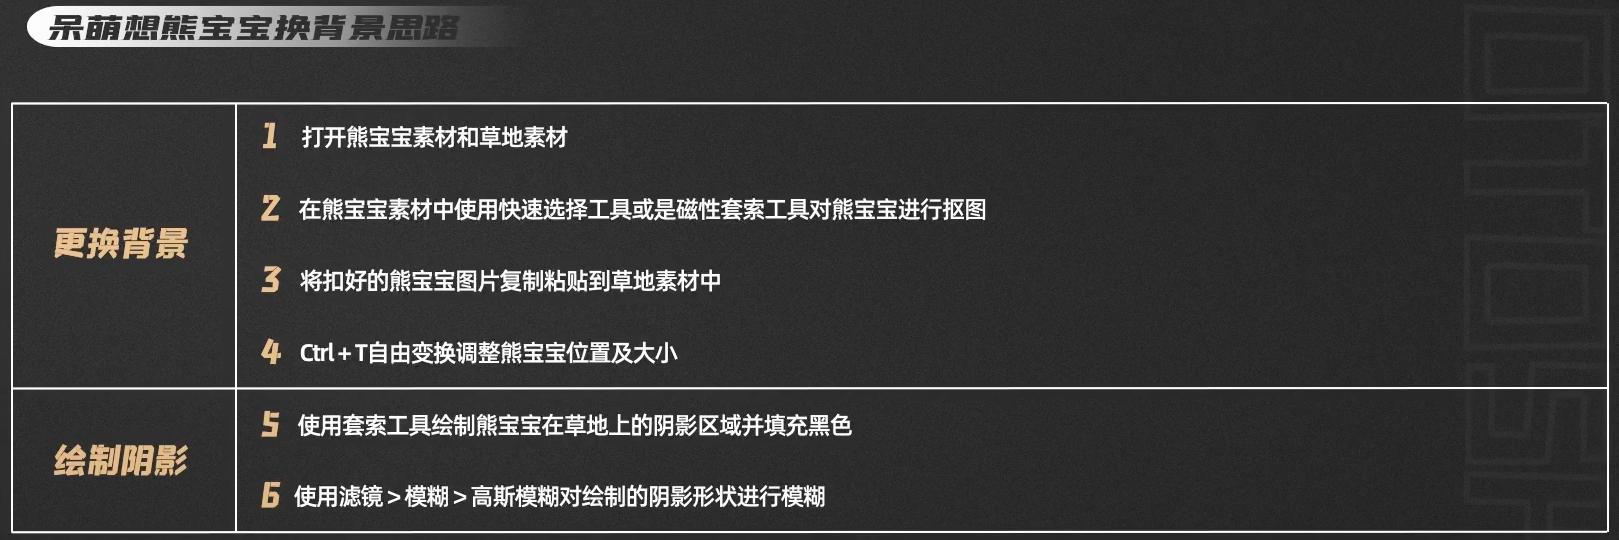 呆萌想熊宝宝换背景思路
更换背景
1 打开熊宝宝素材和草地素材
2 在熊宝宝素材中使用快速选择工具或是磁性套索工具对熊宝宝进行抠图
3 将扣好的熊宝宝图片复制粘贴到草地素材中
4 Ctrl+T自由变换调整熊宝宝位置及大小
绘制阴影
5 使用套索工具绘制熊宝宝在草地上的阴影区域并填充黑色
6 使用滤镜>模糊>高斯模糊对绘制的阴影形状进行模糊